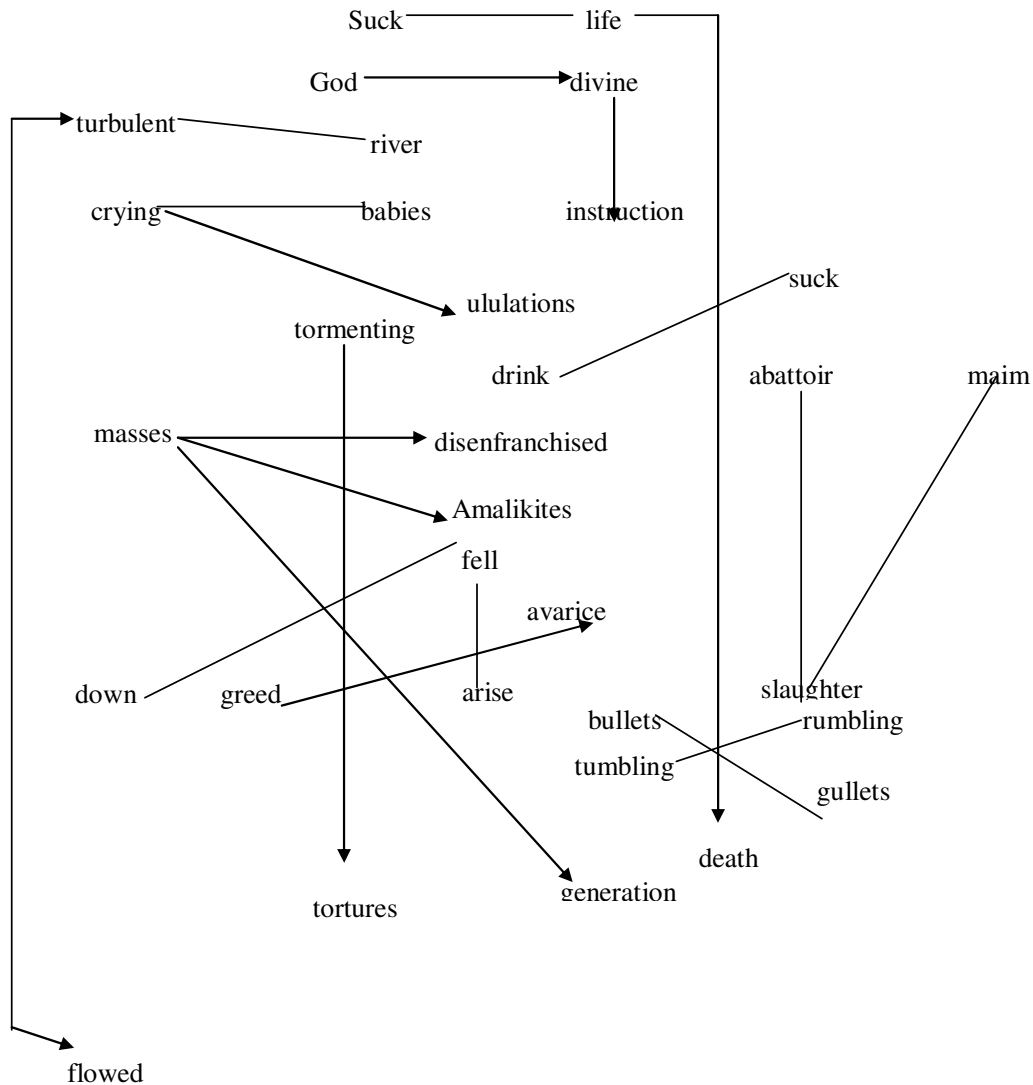 Suck life
God divine
turbulent
river
crying babies instruction
suck
ululations
tormenting
drink abattoir maim
masses disenfranchised
Amalikites
fell
avarice
down greed arise slaughter
bullets rumbling
tumbling
gullets
death
generation
tortures
flowed